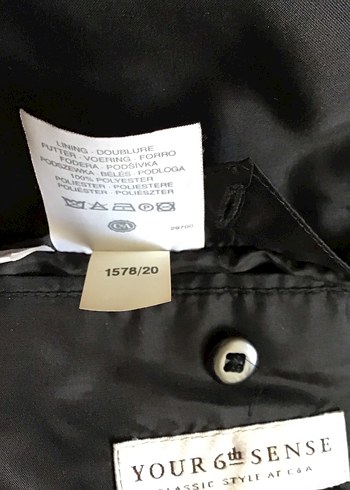 LINING - DOUBLURE
FUTTER - VOERING - FORRO
FODERA - PODŠÍVKA
PODSZEWKA - BÉLÉS - PODLOGA
100% POLYESTER
POLIESTER - POLIESTERE
POLIÉSTER - POLIESZTER
C&A
1578/20
YOUR 6th SENSE
CLASSIC STYLE AT C&A